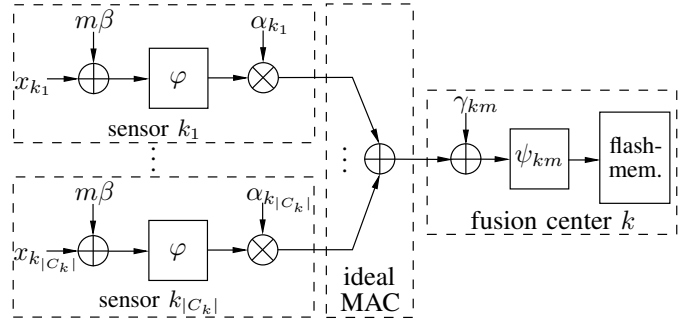 mβ
α_{k_1}
x_{k_1}
φ
sensor k_1
γ_{km}
ψ_{km}
flash-
mem.
fusion center k
mβ
α_{k_{|C_k|}}
x_{k_{|C_k|}}
φ
sensor k_{|C_k|}
ideal
MAC